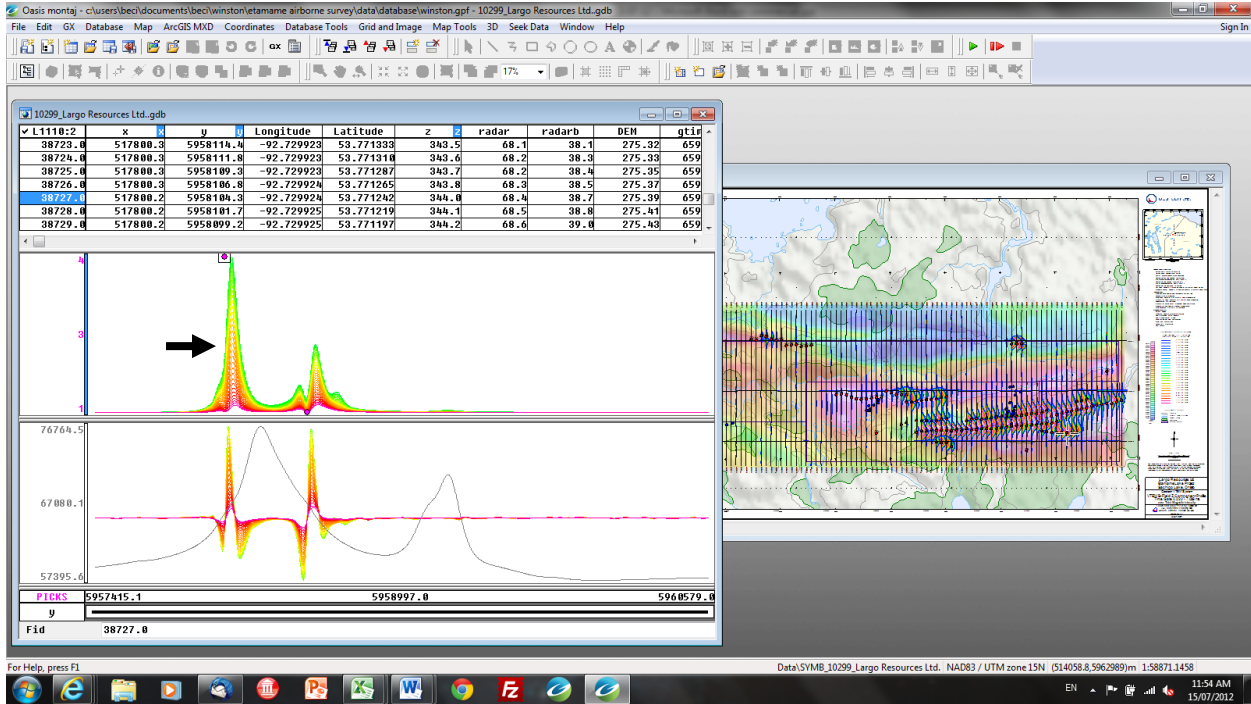 Oasis montaj - c:\users\beci\documents\beci\winston\etamame airborne survey\data\database\winston.gpf - 10299_Largo Resources Ltd..gdb
File Edit GX Database Map ArcGIS MXD Coordinates Database Tools Grid and Image Map Tools 3D Seek Data Window Help Sign In
αx
A
17%
10299_Largo Resources Ltd..gdb
✓ L1110:2 x x y y Longitude Latitude z z radar radarb DEM gtim
38723.0 517800.3 5958114.4 -92.729923 53.771333 343.5 68.1 38.1 275.32 659
38724.0 517800.3 5958111.8 -92.729923 53.771310 343.6 68.2 38.3 275.33 659
38725.0 517800.3 5958109.3 -92.729923 53.771287 343.7 68.2 38.4 275.35 659
38726.0 517800.3 5958106.8 -92.729924 53.771265 343.8 68.3 38.5 275.37 659
38727.0 517800.2 5958104.3 -92.729924 53.771242 344.0 68.4 38.7 275.39 659
38728.0 517800.2 5958101.7 -92.729925 53.771219 344.1 68.5 38.8 275.41 659
38729.0 517800.2 5958099.2 -92.729925 53.771197 344.2 68.6 39.0 275.43 659
4
3
1
76764.5
67080.1
57395.6
PICKS 5957415.1 5958997.0 5960579.0
y
Fid 38727.0
For Help, press F1
Data\SYMB_10299_Largo Resources Ltd. NAD83 / UTM zone 15N (514058.8,5962989)m 1:58871.1458
EN
11:54 AM
15/07/2012